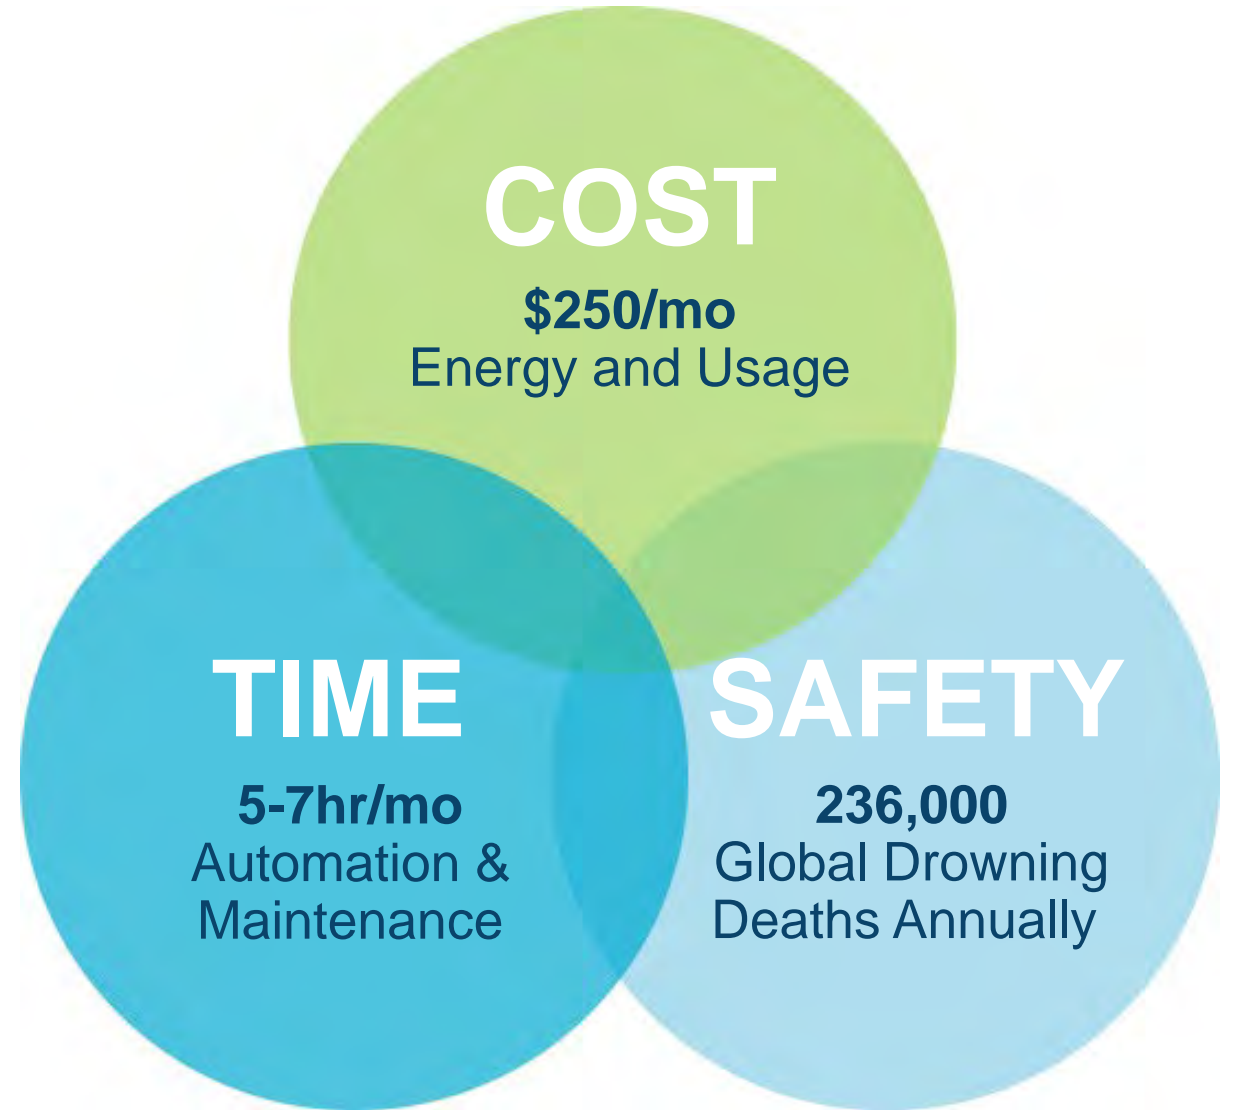 COST
$250/mo
Energy and Usage
TIME
5-7hr/mo
Automation &
Maintenance
SAFETY
236,000
Global Drowning
Deaths Annually